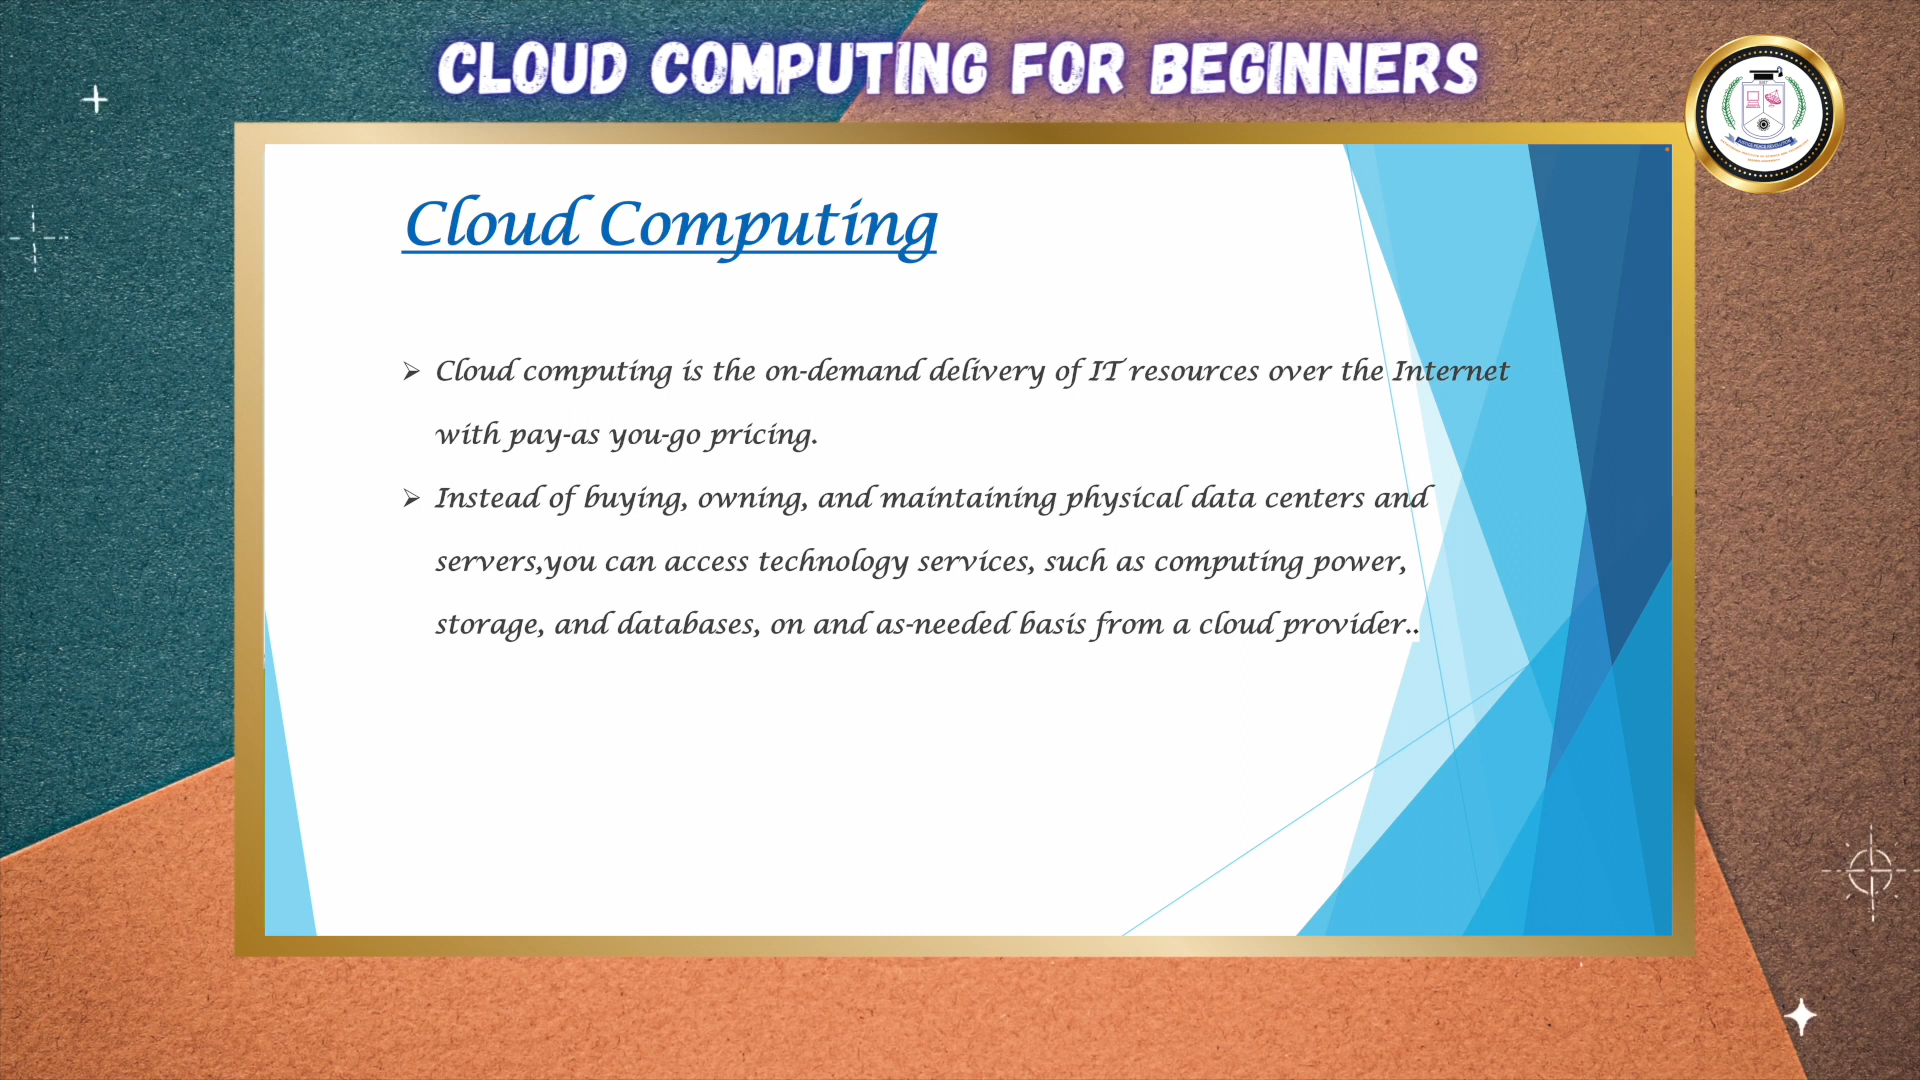 CLOUD COMPUTING FOR BEGINNERS
Cloud Computing
➢ Cloud computing is the on-demand delivery of IT resources over the Internet
with pay-as you-go pricing.
➢ Instead of buying, owning, and maintaining physical data centers and
servers,you can access technology services, such as computing power,
storage, and databases, on and as-needed basis from a cloud provider..